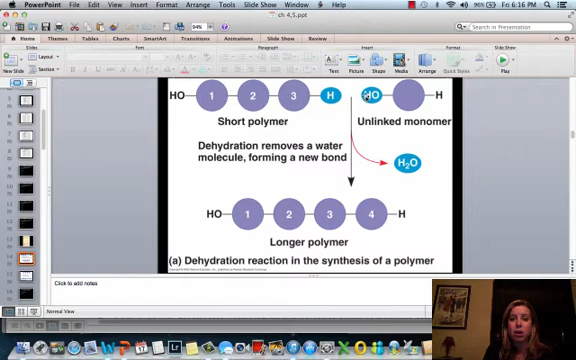 PowerPoint File Edit View Insert Format Arrange Tools Slide Show Window Help
96% Fri 6:16 PM
ch 4,5.ppt
94%
Search in Presentation
Home Themes Tables Charts SmartArt Transitions Animations Slide Show Review
Slides Font Paragraph Insert Format Slide Show
New Slide Layout Section Text Picture Shape Media Arrange Quick Styles Play
HO 1 2 3 H HO H
Short polymer Unlinked monomer
Dehydration removes a water
molecule, forming a new bond
H2O
HO 1 2 3 4 H
Longer polymer
(a) Dehydration reaction in the synthesis of a polymer
Click to add notes
Normal View